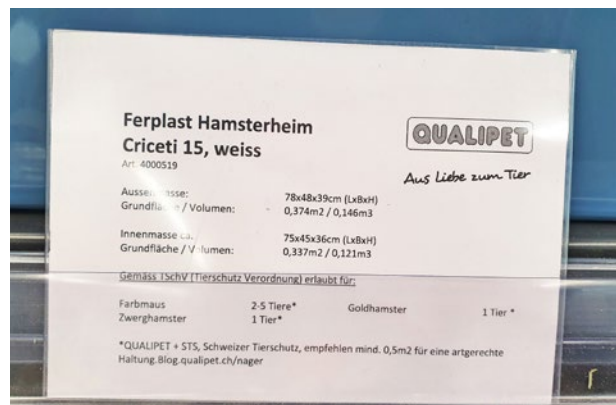 Ferplast Hamsterheim
Criceti 15, weiss
Art. 4000519
QUALIPET
Aus Liebe zum Tier
Aussenmasse: 78x48x39cm (LxBxH)
Grundfläche / Volumen: 0,374m2 / 0,146m3
Innenmasse ca.: 75x45x36cm (LxBxH)
Grundfläche / Volumen: 0,337m2 / 0,121m3
Gemäss TSchV (Tierschutz Verordnung) erlaubt für:
Farbmaus 2-5 Tiere* Goldhamster 1 Tier *
Zwerghamster 1 Tier*
*QUALIPET + STS, Schweizer Tierschutz, empfehlen mind. 0,5m2 für eine artgerechte
Haltung.Blog.qualipet.ch/nager